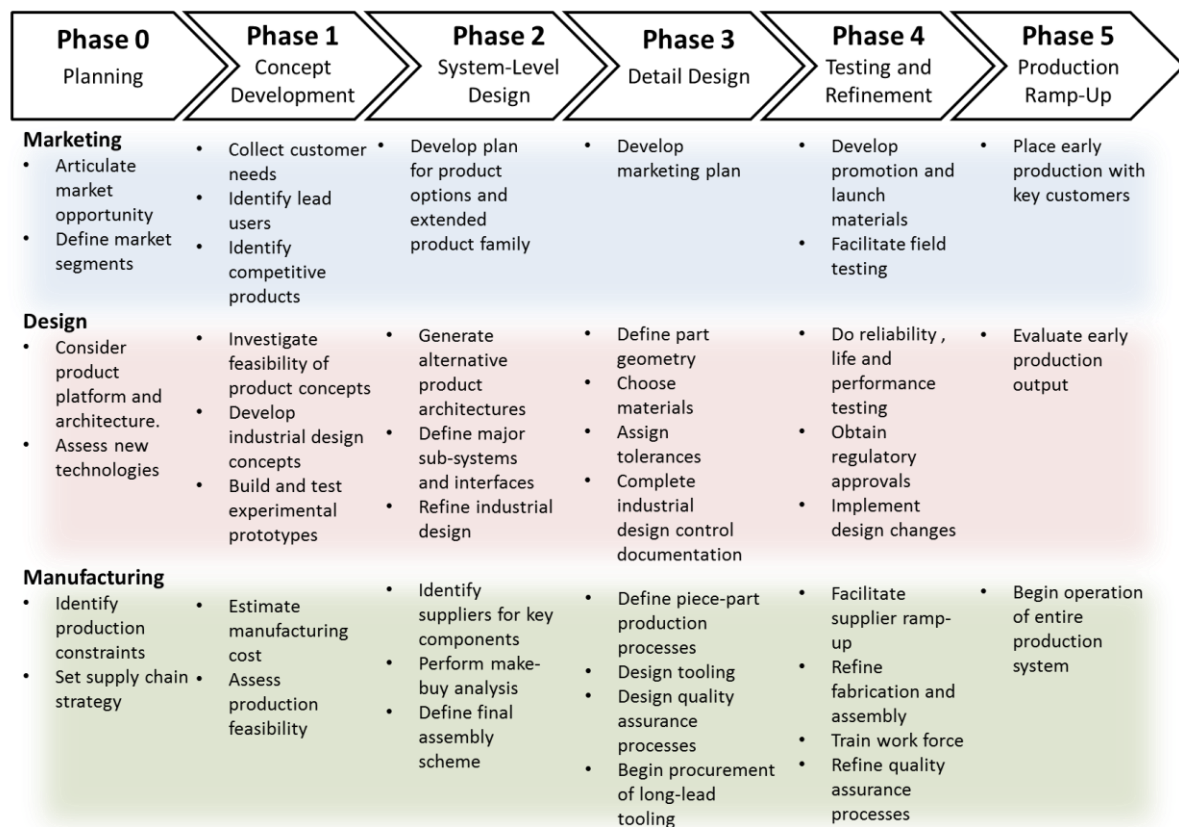 Phase 0
Planning
Phase 1
Concept
Development
Phase 2
System-Level
Design
Phase 3
Detail Design
Phase 4
Testing and
Refinement
Phase 5
Production
Ramp-Up
Marketing
• Articulate
market
opportunity
• Define market
segments
• Collect customer
needs
• Identify lead
users
• Identify
competitive
products
• Develop plan
for product
options and
extended
product family
• Develop
marketing plan
• Develop
promotion and
launch
materials
• Facilitate field
testing
• Place early
production with
key customers
Design
• Consider
product
platform and
architecture.
• Assess new
technologies
• Investigate
feasibility of
product concepts
• Develop
industrial design
concepts
• Build and test
experimental
prototypes
• Generate
alternative
product
architectures
• Define major
sub-systems
and interfaces
• Refine industrial
design
• Define part
geometry
• Choose
materials
• Assign
tolerances
• Complete
industrial
design control
documentation
• Do reliability ,
life and
performance
testing
• Obtain
regulatory
approvals
• Implement
design changes
• Evaluate early
production
output
Manufacturing
• Identify
production
constraints
• Set supply chain
strategy
• Estimate
manufacturing
cost
• Assess
production
feasibility
• Identify
suppliers for key
components
• Perform make-
buy analysis
• Define final
assembly
scheme
• Define piece-part
production
processes
• Design tooling
• Design quality
assurance
processes
• Begin procurement
of long-lead
tooling
• Facilitate
supplier ramp-
up
• Refine
fabrication and
assembly
• Train work force
• Refine quality
assurance
processes
• Begin operation
of entire
production
system